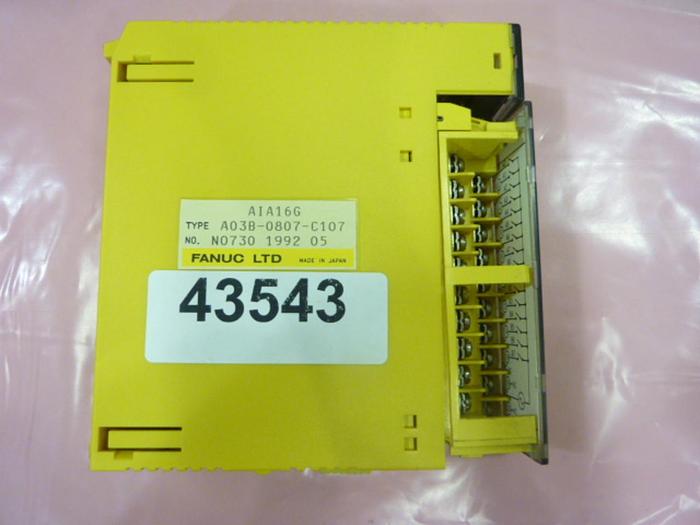 AIA16G
TYPE A03B-0807-C107
NO. N0730 1992 05
FANUC LTD MADE IN JAPAN
43543